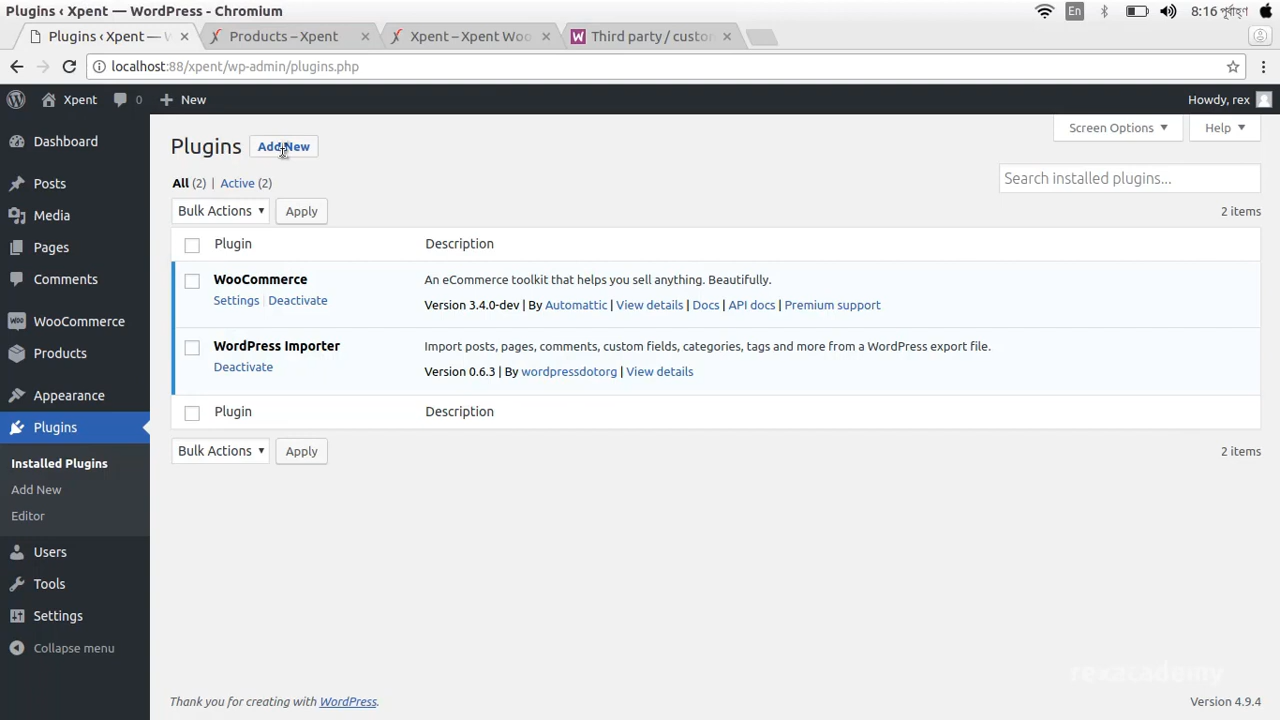 Plugins ‹ Xpent — WordPress - Chromium
En
8:16 পূর্বাহ্ণ
Plugins ‹ Xpent — W
Products – Xpent
Xpent – Xpent Woo
Third party / custo
localhost:88/xpent/wp-admin/plugins.php
Xpent
0
New
Howdy, rex
Dashboard
Posts
Media
Pages
Comments
WooCommerce
Products
Appearance
Plugins
Installed Plugins
Add New
Editor
Users
Tools
Settings
Collapse menu
Screen Options
Help
Plugins
Add New
All (2) | Active (2)
Search installed plugins...
Bulk Actions
Apply
2 items
Plugin
Description
WooCommerce
An eCommerce toolkit that helps you sell anything. Beautifully.
Settings | Deactivate
Version 3.4.0-dev | By Automattic | View details | Docs | API docs | Premium support
WordPress Importer
Import posts, pages, comments, custom fields, categories, tags and more from a WordPress export file.
Deactivate
Version 0.6.3 | By wordpressdotorg | View details
Plugin
Description
Bulk Actions
Apply
2 items
rexacademy
Thank you for creating with WordPress.
Version 4.9.4